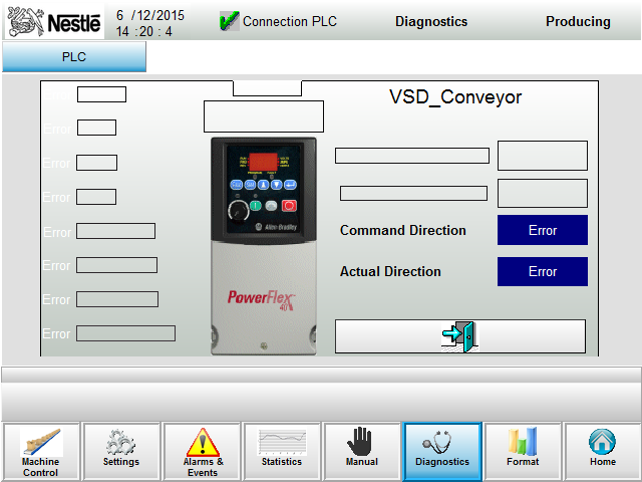 Nestlé
6 /12/2015
14 :20 : 4
Connection PLC
Diagnostics
Producing
PLC
VSD_Conveyor
Error
Error
Error
Error
Error
Error
Error
Command Direction
Error
Actual Direction
Error
Allen-Bradley
PowerFlex
40
Machine
Control
Settings
Alarms &
Events
Statistics
Manual
Diagnostics
Format
Home